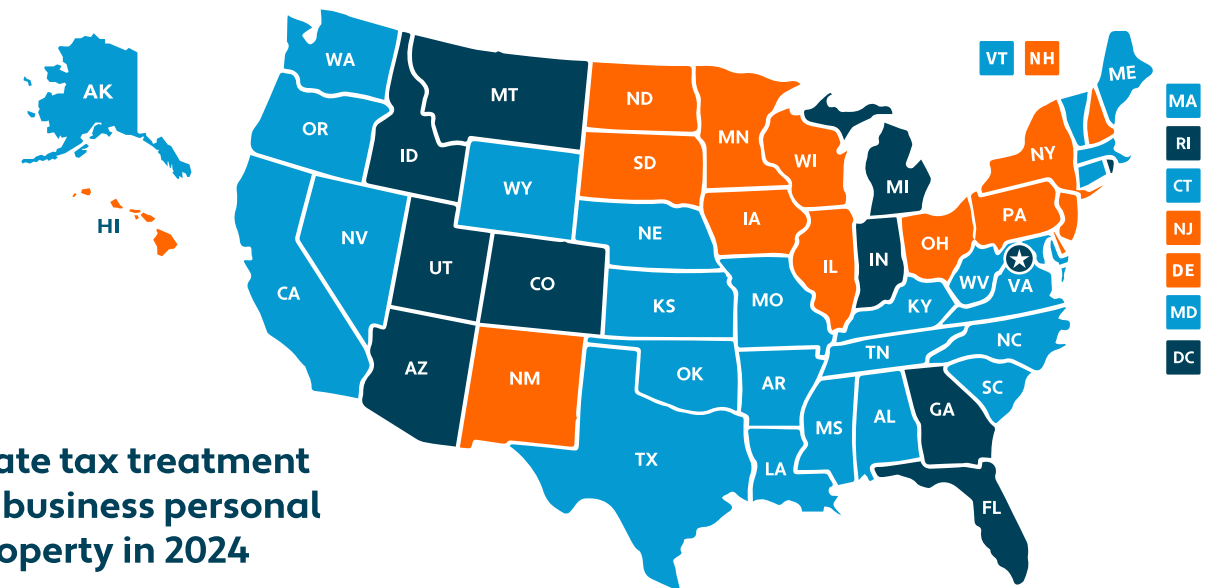 WA
MT
ND
MN
VT
NH
ME
AK
OR
ID
SD
WI
MI
NY
MA
RI
WY
IA
PA
CT
HI
NV
NE
IL
IN
OH
NJ
UT
CO
WV
VA
DE
CA
KS
MO
KY
MD
AZ
NM
OK
AR
TN
NC
DC
SC
MS
AL
GA
TX
LA
FL
ate tax treatment
business personal
operty in 2024